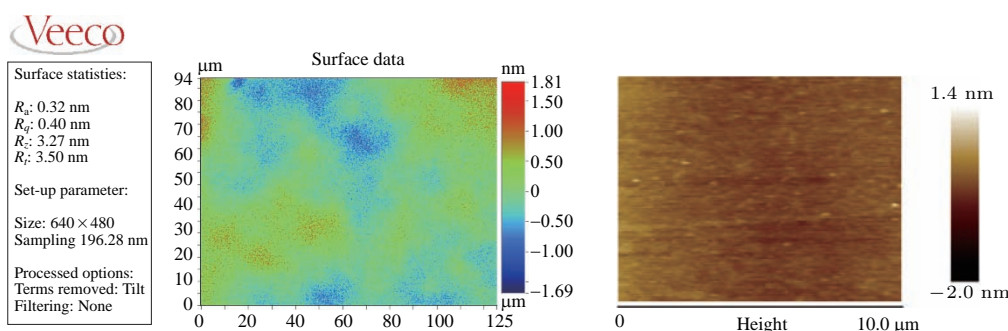 Veeco
Surface statisties:
Ra: 0.32 nm
Rq: 0.40 nm
Rz: 3.27 nm
Rt: 3.50 nm
Set-up parameter:
Size: 640×480
Sampling 196.28 nm
Processed options:
Terms removed: Tilt
Filtering: None
Surface data
μm
94
80
70
60
50
40
30
20
10
0
0 20 40 60 80 100 125
nm
1.81
1.50
1.00
0.50
0
−0.50
−1.00
−1.69
μm
1.4 nm
−2.0 nm
0 Height 10.0 μm